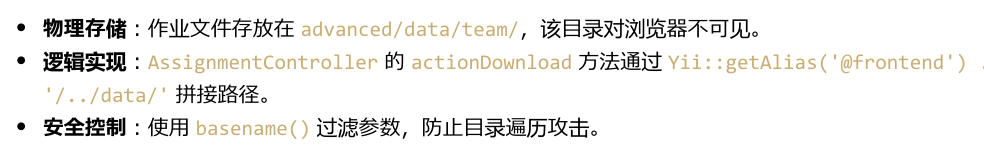 • 物理存储：作业文件存放在 advanced/data/team/，该目录对浏览器不可见。
• 逻辑实现：AssignmentController 的 actionDownload 方法通过 Yii::getAlias('@frontend') .
'/../data/' 拼接路径。
• 安全控制：使用 basename() 过滤参数，防止目录遍历攻击。